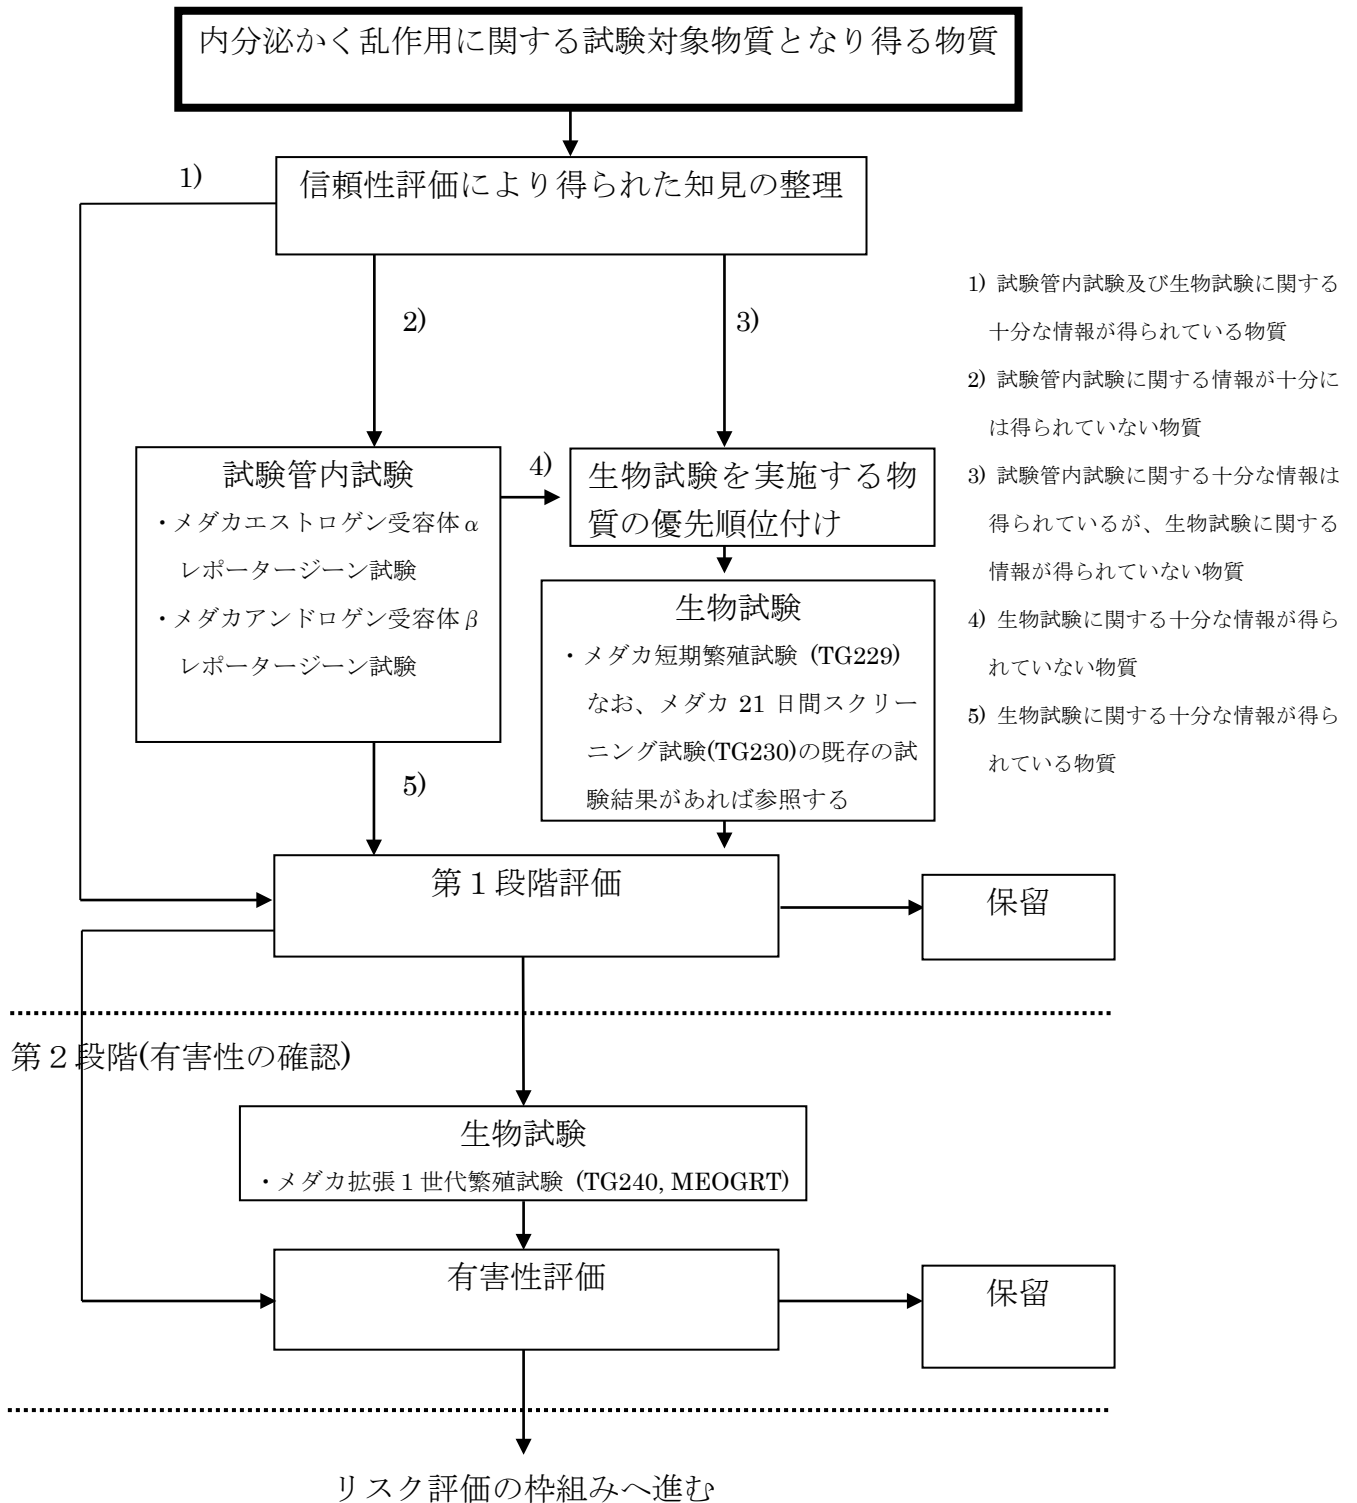 内分泌かく乱作用に関する試験対象物質となり得る物質
1)
信頼性評価により得られた知見の整理
2)
3)
1) 試験管内試験及び生物試験に関する
十分な情報が得られている物質
2) 試験管内試験に関する情報が十分に
は得られていない物質
3) 試験管内試験に関する十分な情報は
得られているが、生物試験に関する
情報が得られていない物質
4) 生物試験に関する十分な情報が得ら
れていない物質
5) 生物試験に関する十分な情報が得ら
れている物質
試験管内試験
・メダカエストロゲン受容体α
レポータージーン試験
・メダカアンドロゲン受容体β
レポータージーン試験
4)
生物試験を実施する物
質の優先順位付け
生物試験
・メダカ短期繁殖試験 (TG229)
なお、メダカ 21 日間スクリー
ニング試験(TG230)の既存の試
験結果があれば参照する
5)
第１段階評価
保留
第２段階(有害性の確認)
生物試験
・メダカ拡張１世代繁殖試験 (TG240, MEOGRT)
有害性評価
保留
リスク評価の枠組みへ進む